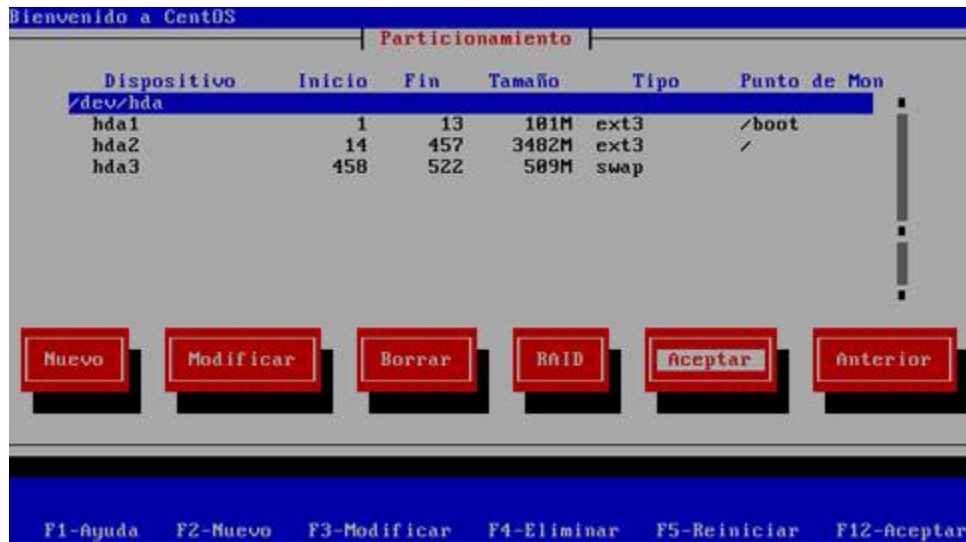 Bienvenido a CentOS
Particionamiento
Dispositivo Inicio Fin Tamaño Tipo Punto de Mon
/dev/hda
hda1 1 13 101M ext3 /boot
hda2 14 457 3482M ext3 /
hda3 458 522 509M swap
Nuevo Modificar Borrar RAID Aceptar Anterior
F1-Ayuda F2-Nuevo F3-Modificar F4-Eliminar F5-Reiniciar F12-Aceptar